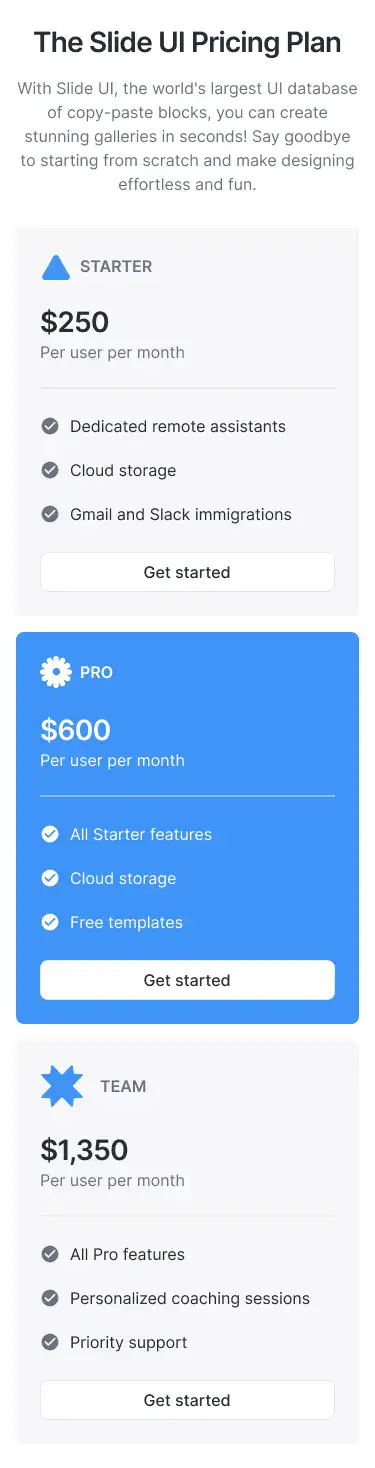 The Slide UI Pricing Plan
With Slide UI, the world's largest UI database
of copy-paste blocks, you can create
stunning galleries in seconds! Say goodbye
to starting from scratch and make designing
effortless and fun.
STARTER
$250
Per user per month
Dedicated remote assistants
Cloud storage
Gmail and Slack immigrations
Get started
PRO
$600
Per user per month
All Starter features
Cloud storage
Free templates
Get started
TEAM
$1,350
Per user per month
All Pro features
Personalized coaching sessions
Priority support
Get started